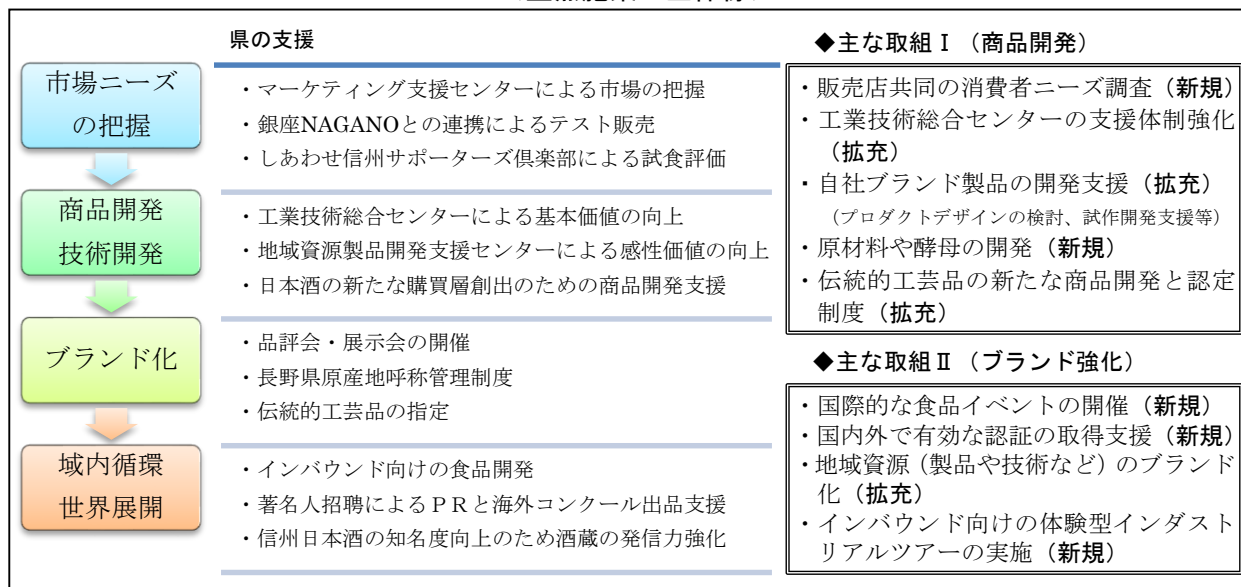 県の支援
市場ニーズ
の把握
・マーケティング支援センターによる市場の把握
・銀座NAGANOとの連携によるテスト販売
・しあわせ信州サポーターズ倶楽部による試食評価
商品開発
技術開発
・工業技術総合センターによる基本価値の向上
・地域資源製品開発支援センターによる感性価値の向上
・日本酒の新たな購買層創出のための商品開発支援
ブランド化
・品評会・展示会の開催
・長野県原産地呼称管理制度
・伝統的工芸品の指定
域内循環
世界展開
・インバウンド向けの食品開発
・著名人招聘によるPRと海外コンクール出品支援
・信州日本酒の知名度向上のため酒蔵の発信力強化
◆主な取組Ⅰ（商品開発）
・販売店共同の消費者ニーズ調査（新規）
・工業技術総合センターの支援体制強化
（拡充）
・自社ブランド製品の開発支援（拡充）
（プロダクトデザインの検討、試作開発支援等）
・原材料や酵母の開発（新規）
・伝統的工芸品の新たな商品開発と認定
制度（拡充）
◆主な取組Ⅱ（ブランド強化）
・国際的な食品イベントの開催（新規）
・国内外で有効な認証の取得支援（新規）
・地域資源（製品や技術など）のブランド
化（拡充）
・インバウンド向けの体験型インダスト
リアルツアーの実施（新規）